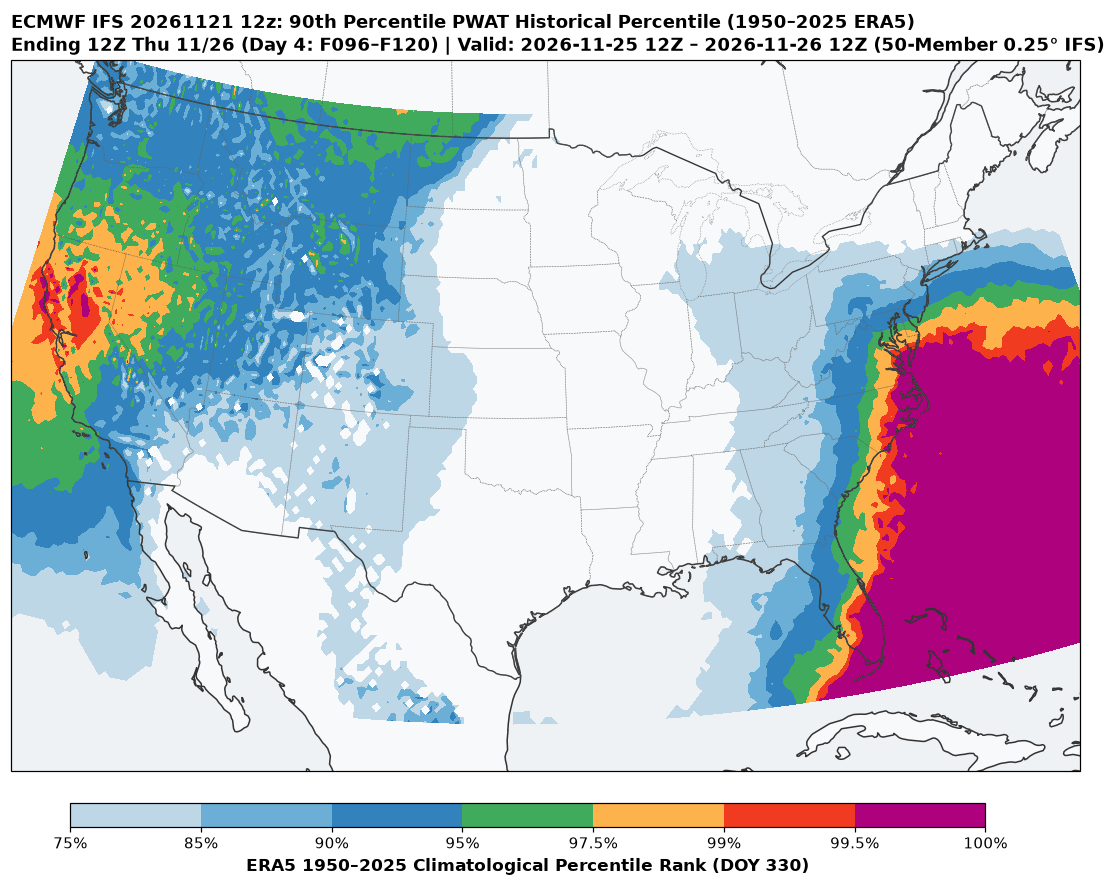 ECMWF IFS 20261121 12z: 90th Percentile PWAT Historical Percentile (1950–2025 ERA5)
Ending 12Z Thu 11/26 (Day 4: F096–F120) | Valid: 2026-11-25 12Z – 2026-11-26 12Z (50-Member 0.25° IFS)
75% 85% 90% 95% 97.5% 99% 99.5% 100%
ERA5 1950–2025 Climatological Percentile Rank (DOY 330)